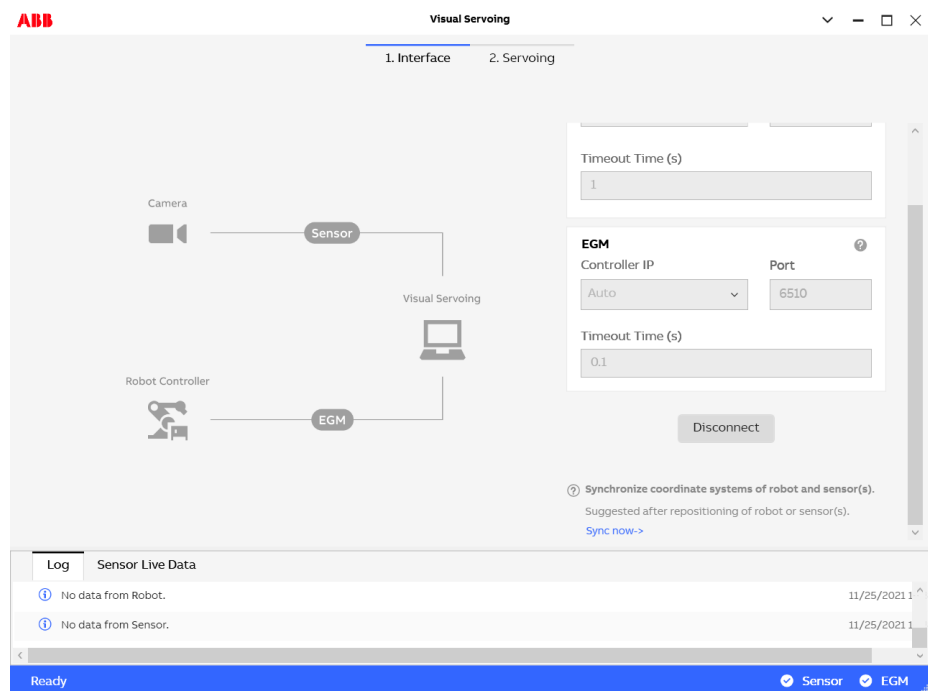 ABB
Visual Servoing
1. Interface
2. Servoing
Timeout Time (s)
1
Camera
Sensor
EGM
Controller IP
Port
Auto
6510
Visual Servoing
Timeout Time (s)
0.1
Robot Controller
EGM
Disconnect
Synchronize coordinate systems of robot and sensor(s).
Suggested after repositioning of robot or sensor(s).
Sync now->
Log
Sensor Live Data
No data from Robot.
11/25/2021 1
No data from Sensor.
11/25/2021 1
Ready
Sensor
EGM